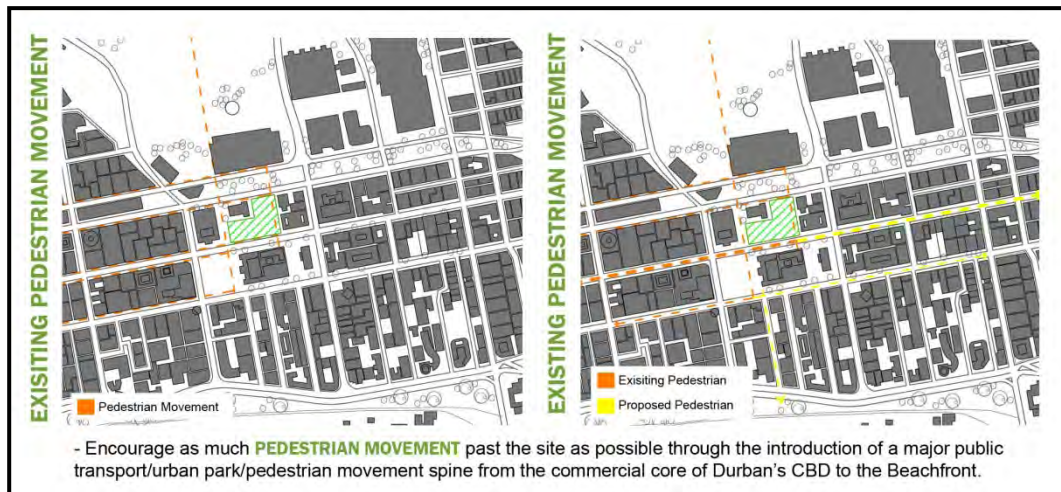 EXISITING PEDESTRIAN MOVEMENT
Pedestrian Movement
EXISTING PEDESTRIAN MOVEMENT
Exisiting Pedestrian
Proposed Pedestrian
- Encourage as much PEDESTRIAN MOVEMENT past the site as possible through the introduction of a major public
transport/urban park/pedestrian movement spine from the commercial core of Durban's CBD to the Beachfront.